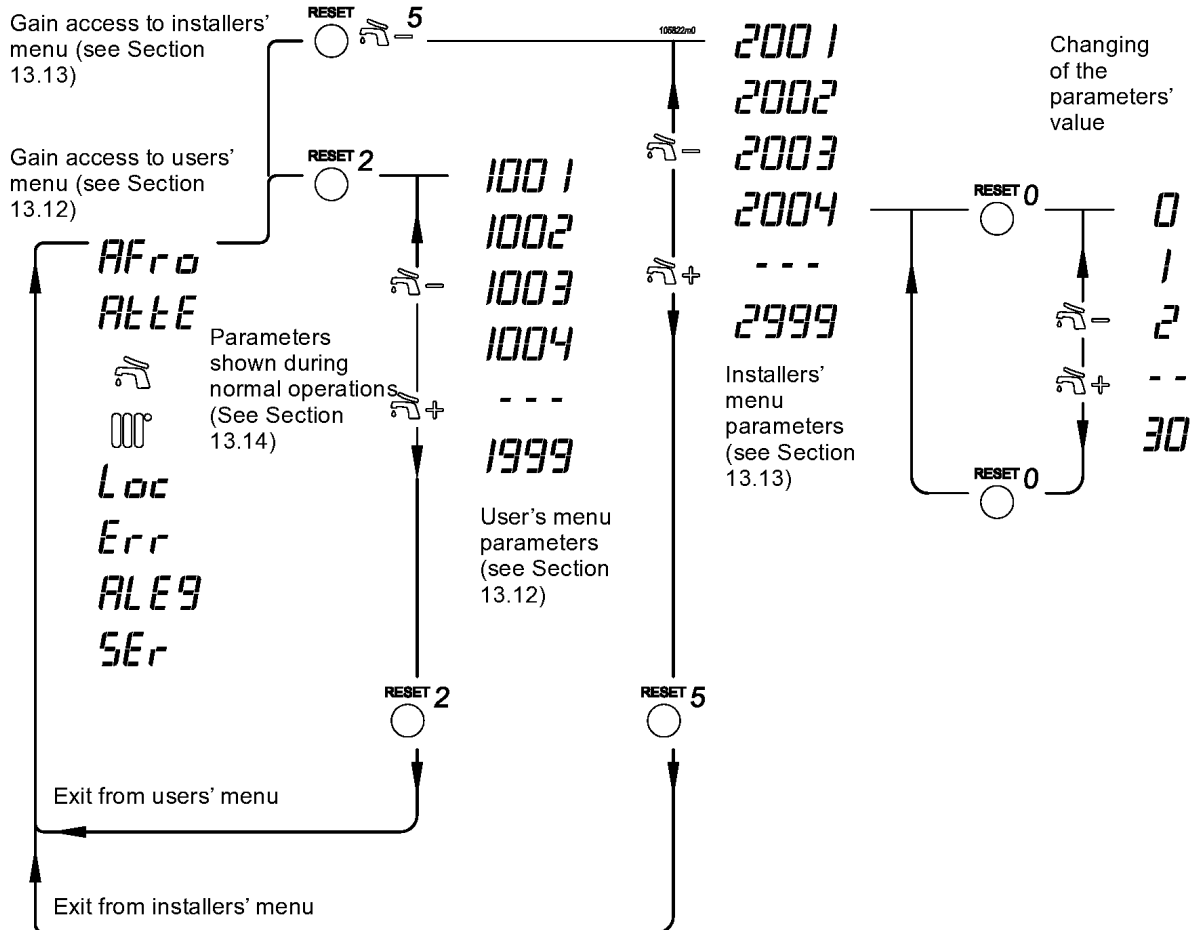 Gain access to installers'
menu (see Section
13.13)
RESET 5
–
105822m0
2001
2002
2003
2004
- - -
2999
Changing
of the
parameters'
value
Gain access to users'
menu (see Section
13.12)
RESET 2
1001
1002
1003
1004
- - -
1999
–
+
–
+
AFro
AttE
Loc
Err
ALE9
SEr
Parameters
shown during
normal operations
(See Section
13.14)
User's menu
parameters
(see Section
13.12)
Installers'
menu
parameters
(see Section
13.13)
RESET 0
–
+
RESET 0
0
1
2
- -
30
RESET 2
RESET 5
Exit from users' menu
Exit from installers' menu